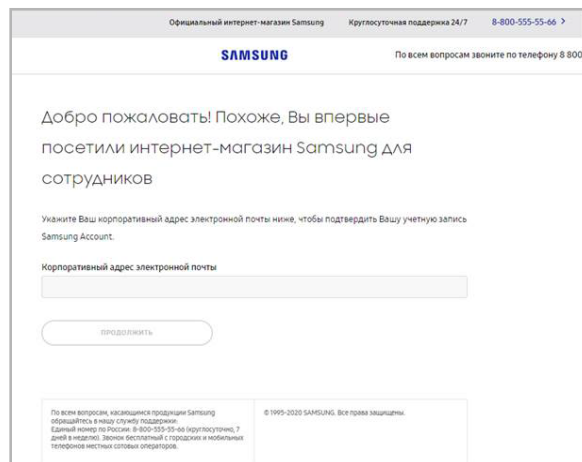 Официальный интернет-магазин Samsung Круглосуточная поддержка 24/7 8-800-555-55-66 >
SAMSUNG По всем вопросам звоните по телефону 8 800
Добро пожаловать! Похоже, Вы впервые
посетили интернет-магазин Samsung для
сотрудников
Укажите Ваш корпоративный адрес электронной почты ниже, чтобы подтвердить Вашу учетную запись
Samsung Account.
Корпоративный адрес электронной почты
ПРОДОЛЖИТЬ
По всем вопросам, касающимся продукции Samsung
обращайтесь в нашу службу поддержки:
Единый номер по России: 8-800-555-55-66 (круглосуточно, 7
дней в неделю). Звонок бесплатный с городских и мобильных
телефонов местных сотовых операторов.
© 1995-2020 SAMSUNG. Все права защищены.